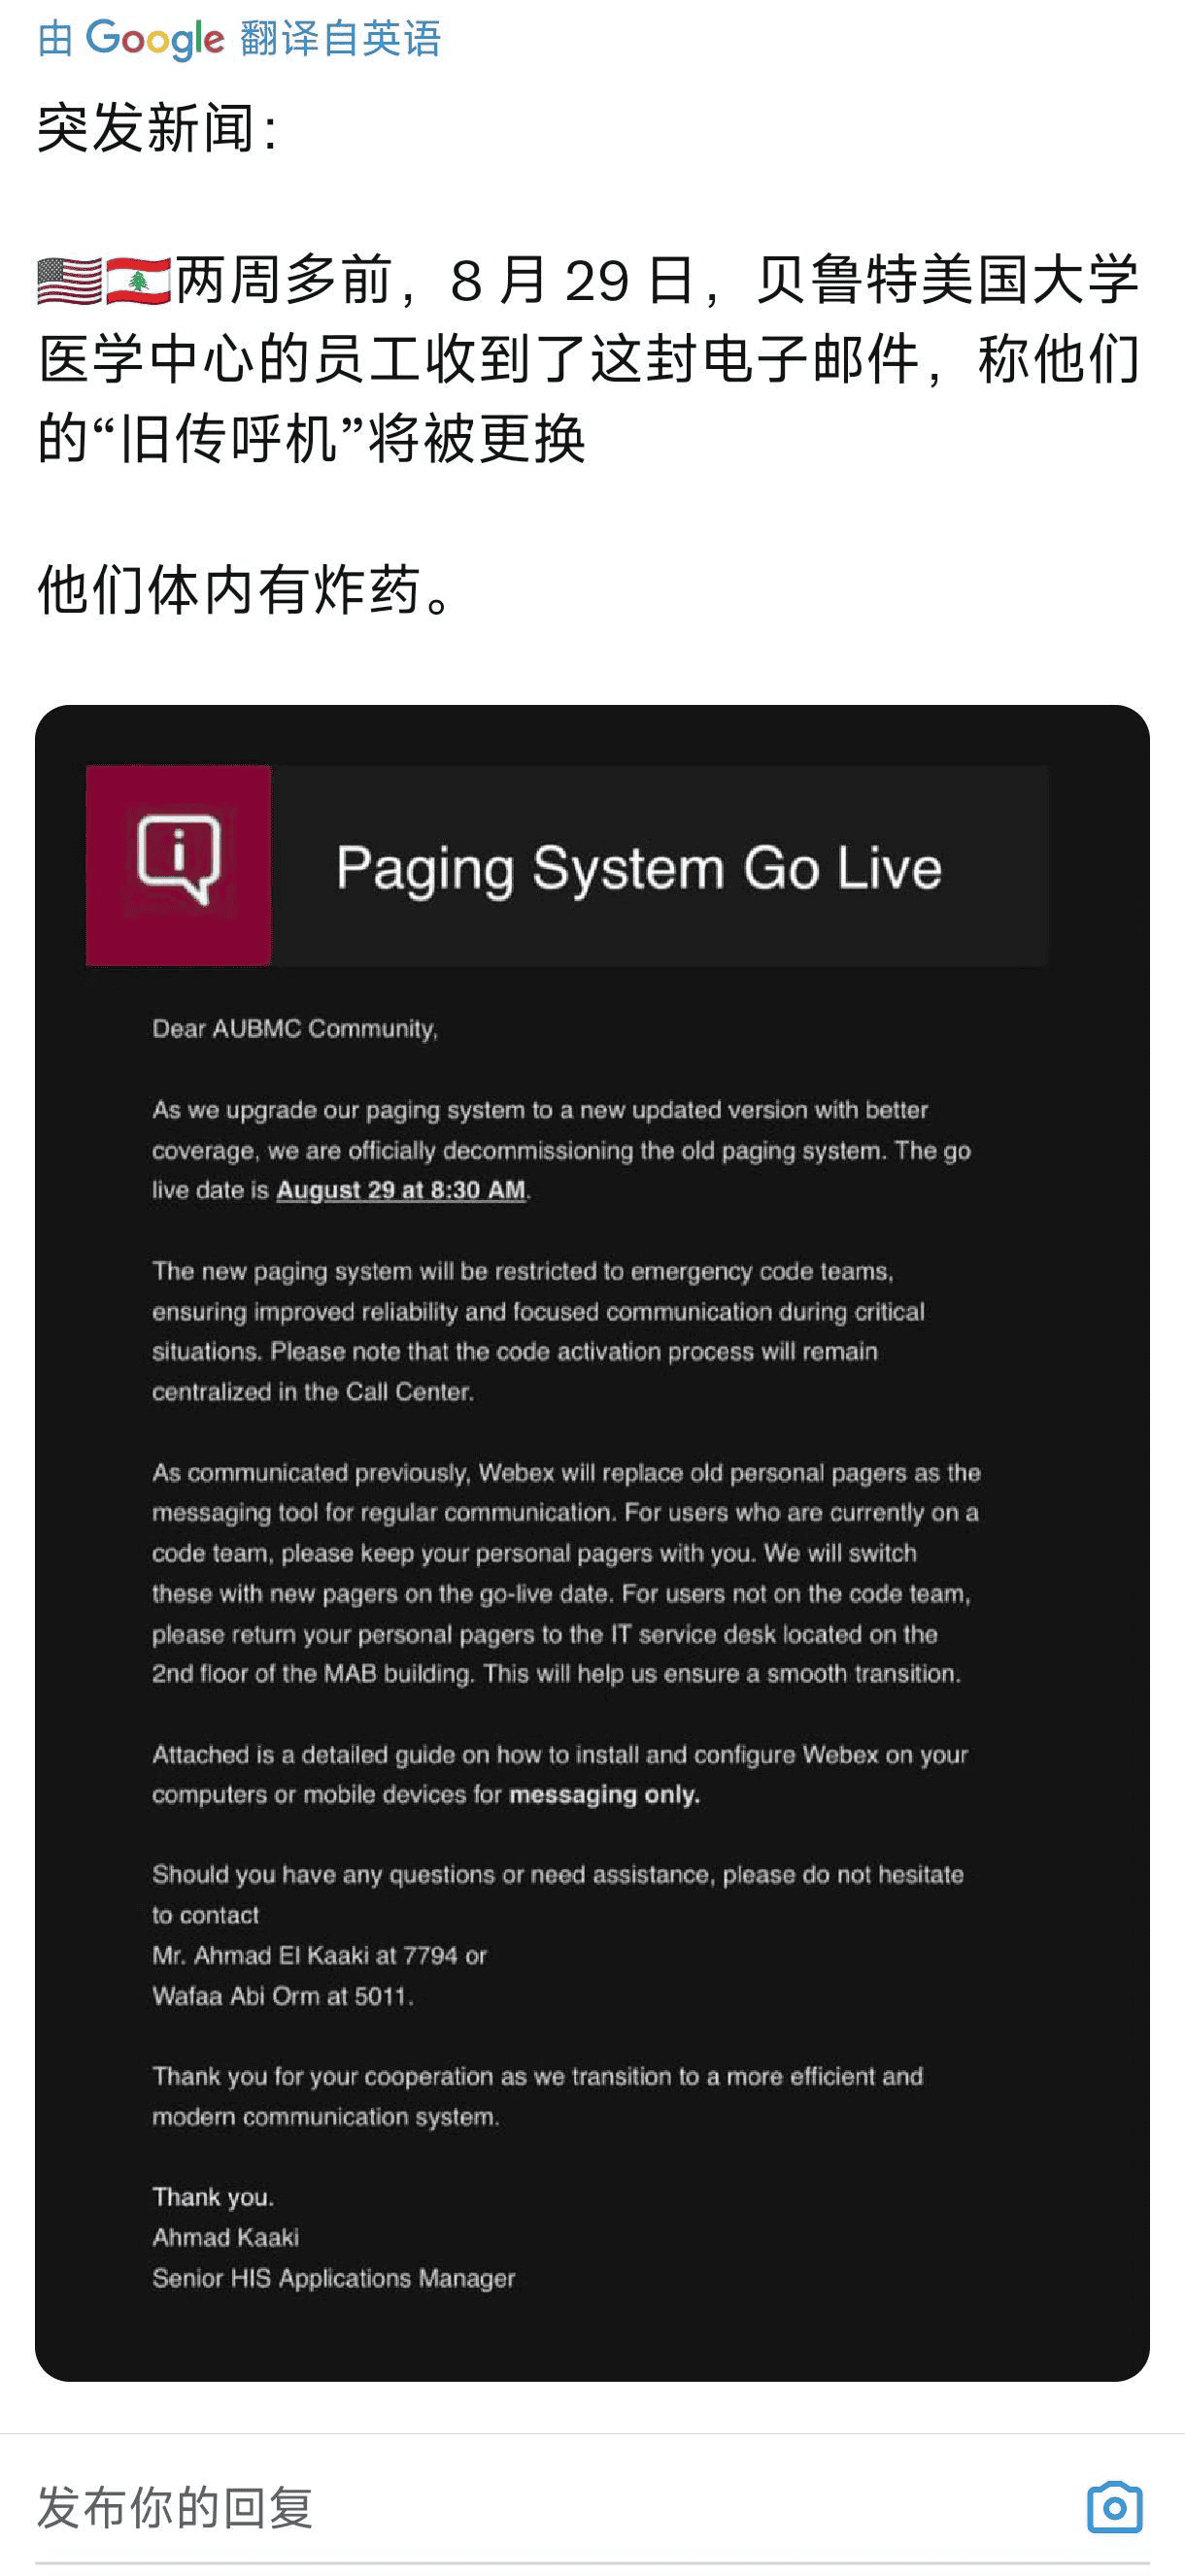 由 Google 翻译自英语
突发新闻：
🇺🇸🇱🇧两周多前，8 月 29 日，贝鲁特美国大学
医学中心的员工收到了这封电子邮件，称他们
的“旧传呼机”将被更换
他们体内有炸药。
Paging System Go Live
Dear AUBMC Community,
As we upgrade our paging system to a new updated version with better
coverage, we are officially decommissioning the old paging system. The go
live date is August 29 at 8:30 AM.
The new paging system will be restricted to emergency code teams,
ensuring improved reliability and focused communication during critical
situations. Please note that the code activation process will remain
centralized in the Call Center.
As communicated previously, Webex will replace old personal pagers as the
messaging tool for regular communication. For users who are currently on a
code team, please keep your personal pagers with you. We will switch
these with new pagers on the go-live date. For users not on the code team,
please return your personal pagers to the IT service desk located on the
2nd floor of the MAB building. This will help us ensure a smooth transition.
Attached is a detailed guide on how to install and configure Webex on your
computers or mobile devices for messaging only.
Should you have any questions or need assistance, please do not hesitate
to contact
Mr. Ahmad El Kaaki at 7794 or
Wafaa Abi Orm at 5011.
Thank you for your cooperation as we transition to a more efficient and
modern communication system.
Thank you.
Ahmad Kaaki
Senior HIS Applications Manager
发布你的回复